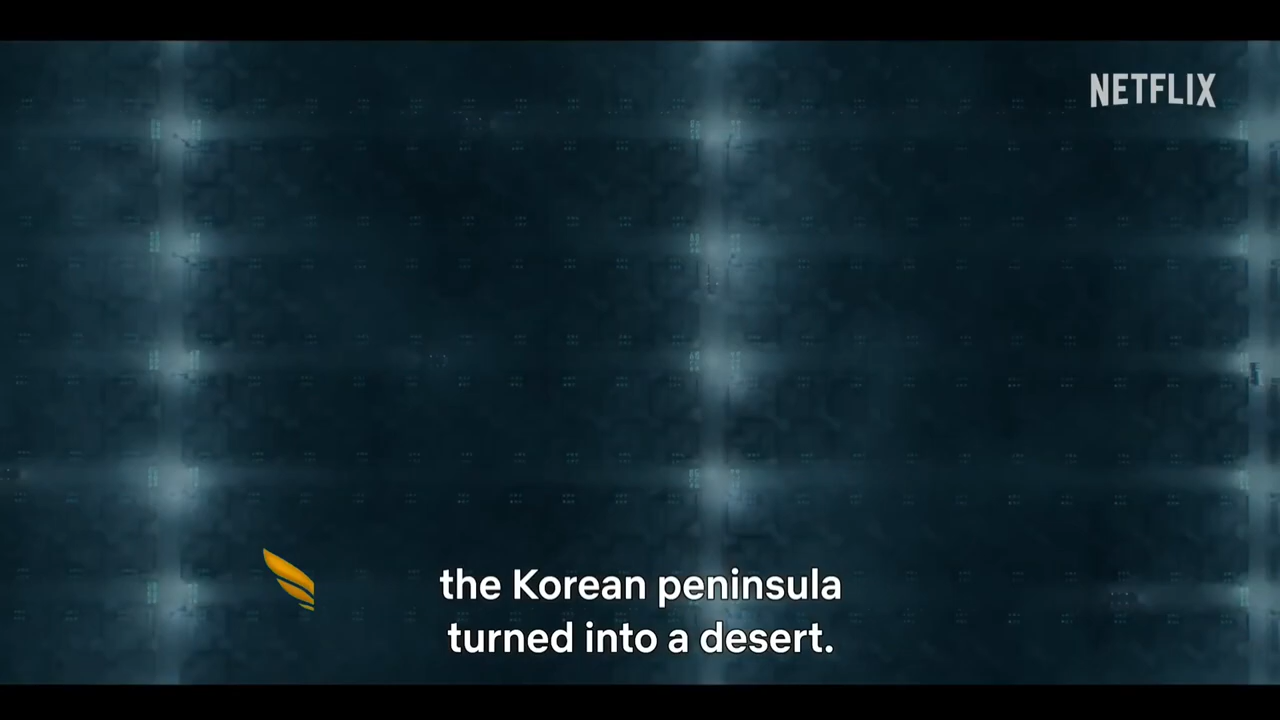 NETFLIX
the Korean peninsula
turned into a desert.